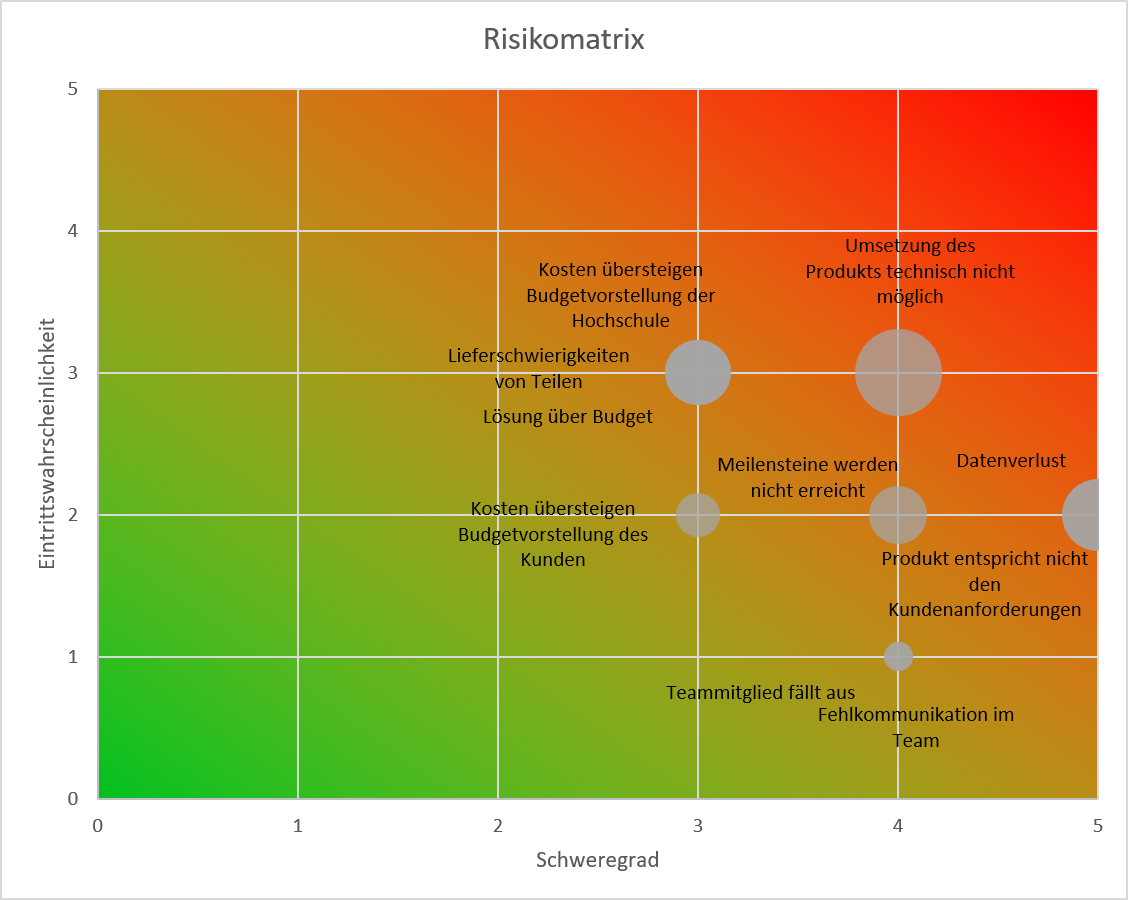 Risikomatrix
5
4
3
2
1
0
0
1
2
3
4
5
Eintrittswahrscheinlichkeit
Schweregrad
Umsetzung des
Produkts technisch nicht
möglich
Kosten übersteigen
Budgetvorstellung der
Hochschule
Lieferschwierigkeiten
von Teilen
Lösung über Budget
Meilensteine werden
nicht erreicht
Datenverlust
Kosten übersteigen
Budgetvorstellung des
Kunden
Produkt entspricht nicht
den
Kundenanforderungen
Teammitglied fällt aus
Fehlkommunikation im
Team